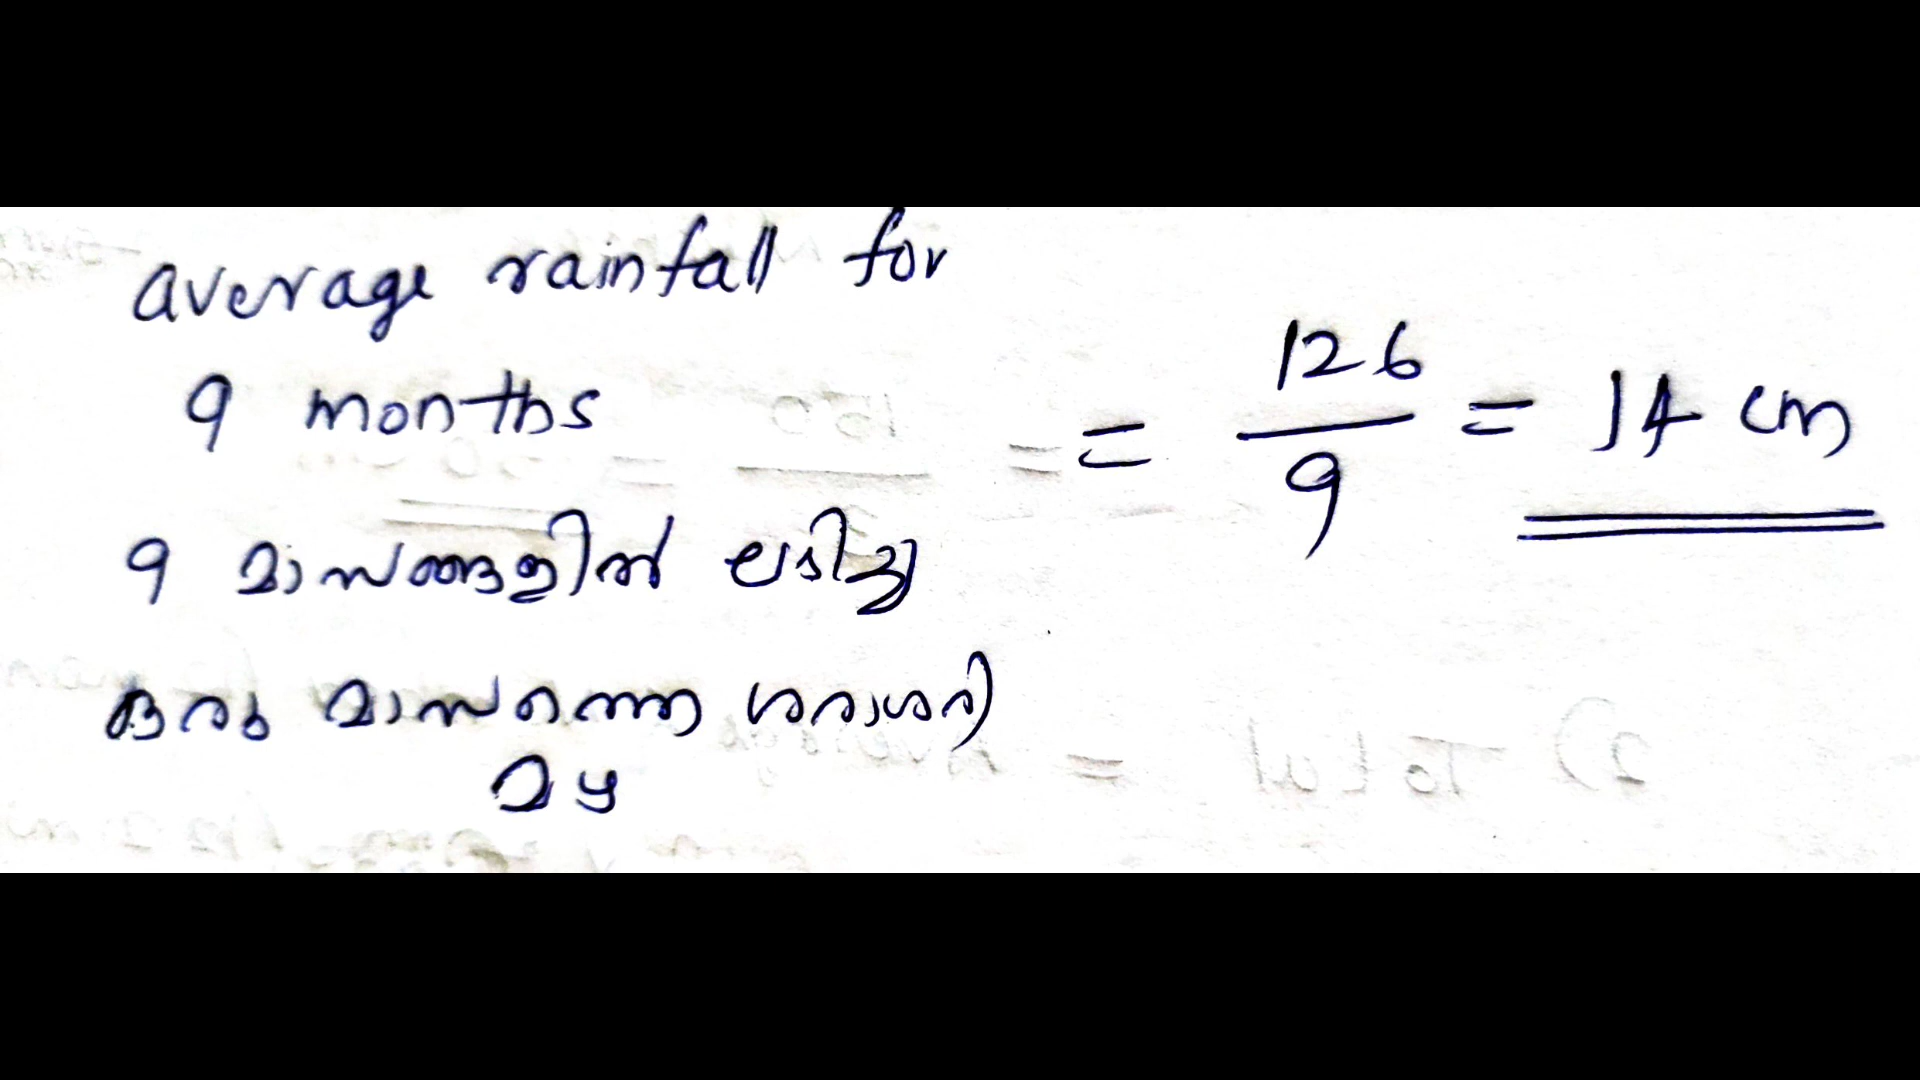 average rainfall for
9 months
= 126/9 = 14 cm
9 മാസങ്ങളിൽ ലഭിച്ച
ഒരു മാസത്തെ ശരാശരി
മഴ